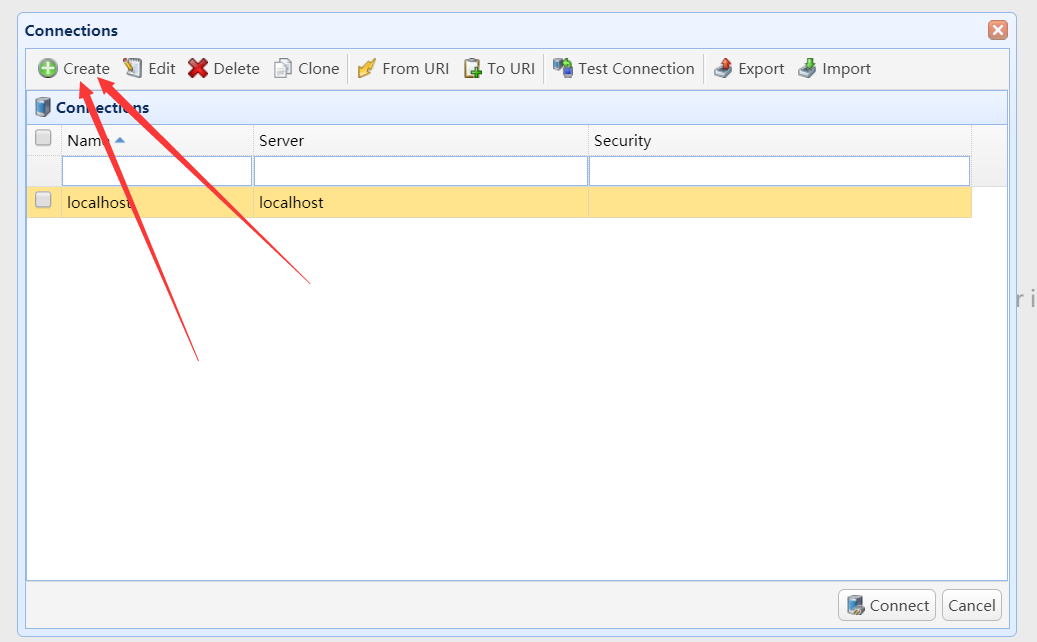 Connections
Create Edit Delete Clone From URI To URI Test Connection Export Import
Connections
Name Server Security
localhost localhost
r i
Connect Cancel